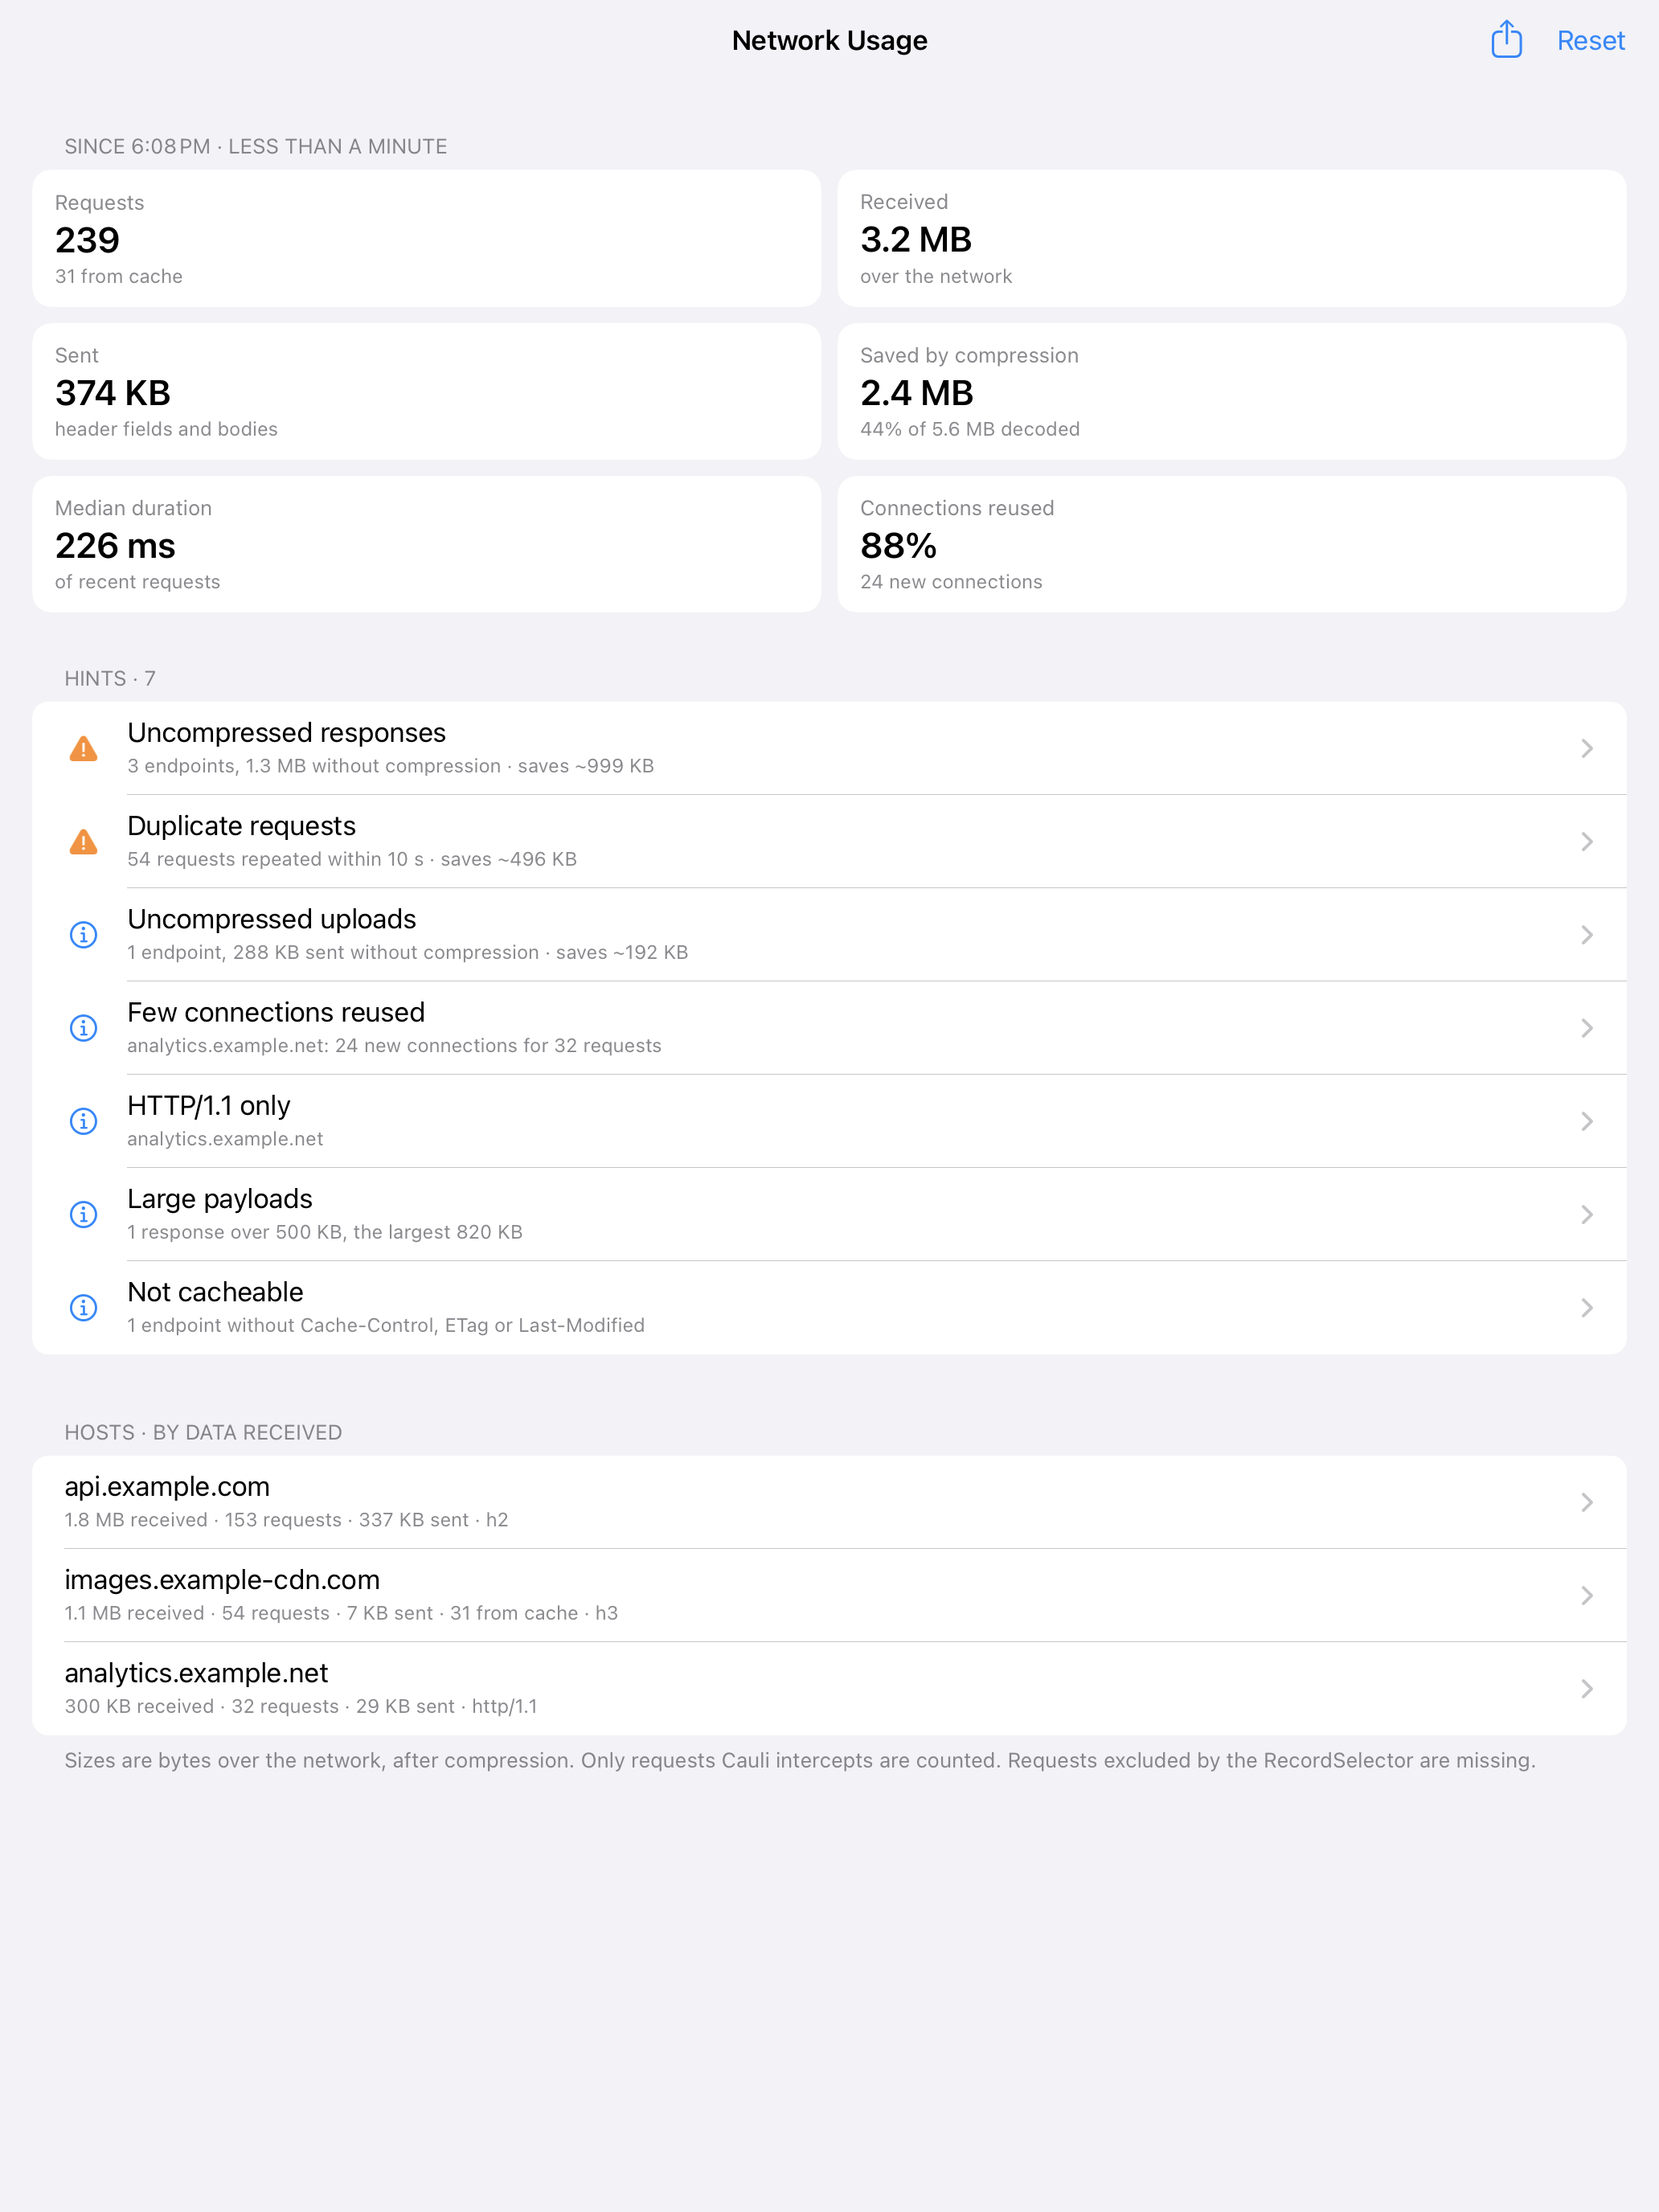 Network Usage
Reset
SINCE 6:08 PM · LESS THAN A MINUTE
Requests
239
31 from cache
Received
3.2 MB
over the network
Sent
374 KB
header fields and bodies
Saved by compression
2.4 MB
44% of 5.6 MB decoded
Median duration
226 ms
of recent requests
Connections reused
88%
24 new connections
HINTS · 7
Uncompressed responses
3 endpoints, 1.3 MB without compression · saves ~999 KB
Duplicate requests
54 requests repeated within 10 s · saves ~496 KB
Uncompressed uploads
1 endpoint, 288 KB sent without compression · saves ~192 KB
Few connections reused
analytics.example.net: 24 new connections for 32 requests
HTTP/1.1 only
analytics.example.net
Large payloads
1 response over 500 KB, the largest 820 KB
Not cacheable
1 endpoint without Cache-Control, ETag or Last-Modified
HOSTS · BY DATA RECEIVED
api.example.com
1.8 MB received · 153 requests · 337 KB sent · h2
images.example-cdn.com
1.1 MB received · 54 requests · 7 KB sent · 31 from cache · h3
analytics.example.net
300 KB received · 32 requests · 29 KB sent · http/1.1
Sizes are bytes over the network, after compression. Only requests Cauli intercepts are counted. Requests excluded by the RecordSelector are missing.